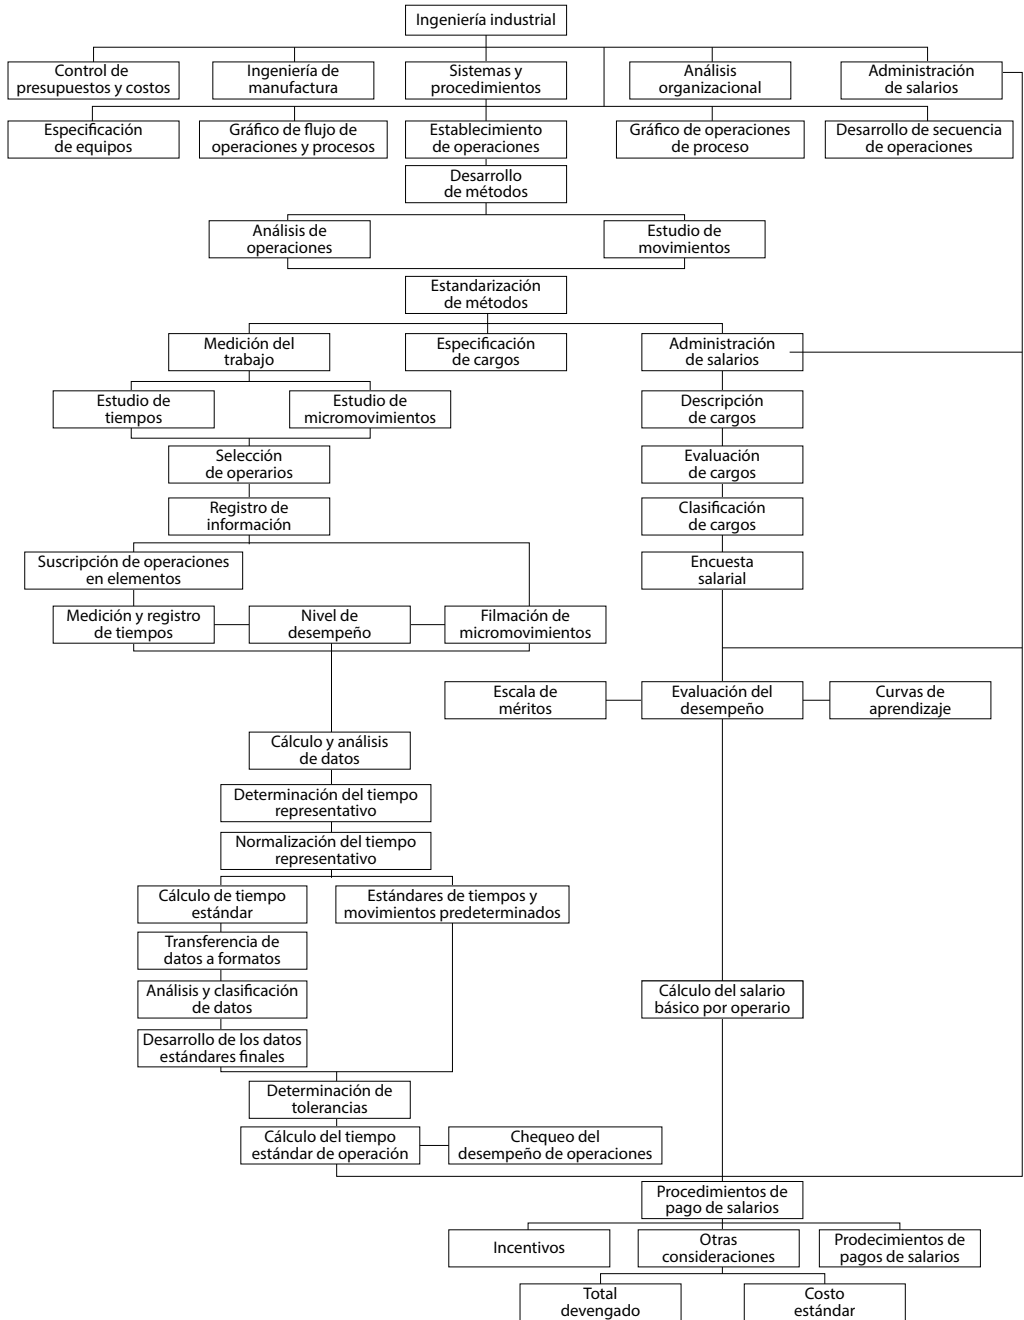 Ingeniería industrial
Control de
presupuestos y costos
Ingeniería de
manufactura
Sistemas y
procedimientos
Análisis
organizacional
Administración
de salarios
Especificación
de equipos
Gráfico de flujo de
operaciones y procesos
Establecimiento
de operaciones
Gráfico de operaciones
de proceso
Desarrollo de secuencia
de operaciones
Desarrollo
de métodos
Análisis de
operaciones
Estudio de
movimientos
Estandarización
de métodos
Medición del
trabajo
Especificación
de cargos
Administración
de salarios
Estudio de
tiempos
Estudio de
micromovimientos
Descripción
de cargos
Selección
de operarios
Evaluación
de cargos
Registro de
información
Clasificación
de cargos
Suscripción de operaciones
en elementos
Encuesta
salarial
Medición y registro
de tiempos
Nivel de
desempeño
Filmación de
micromovimientos
Escala de
méritos
Evaluación del
desempeño
Curvas de
aprendizaje
Cálculo y análisis
de datos
Determinación del tiempo
representativo
Normalización del tiempo
representativo
Cálculo de tiempo
estándar
Estándares de tiempos y
movimientos predeterminados
Transferencia de
datos a formatos
Análisis y clasificación
de datos
Cálculo del salario
básico por operario
Desarrollo de los datos
estándares finales
Determinación de
tolerancias
Cálculo del tiempo
estándar de operación
Chequeo del
desempeño de operaciones
Procedimientos de
pago de salarios
Incentivos
Otras
consideraciones
Prodecimientos de
pagos de salarios
Total
devengado
Costo
estándar